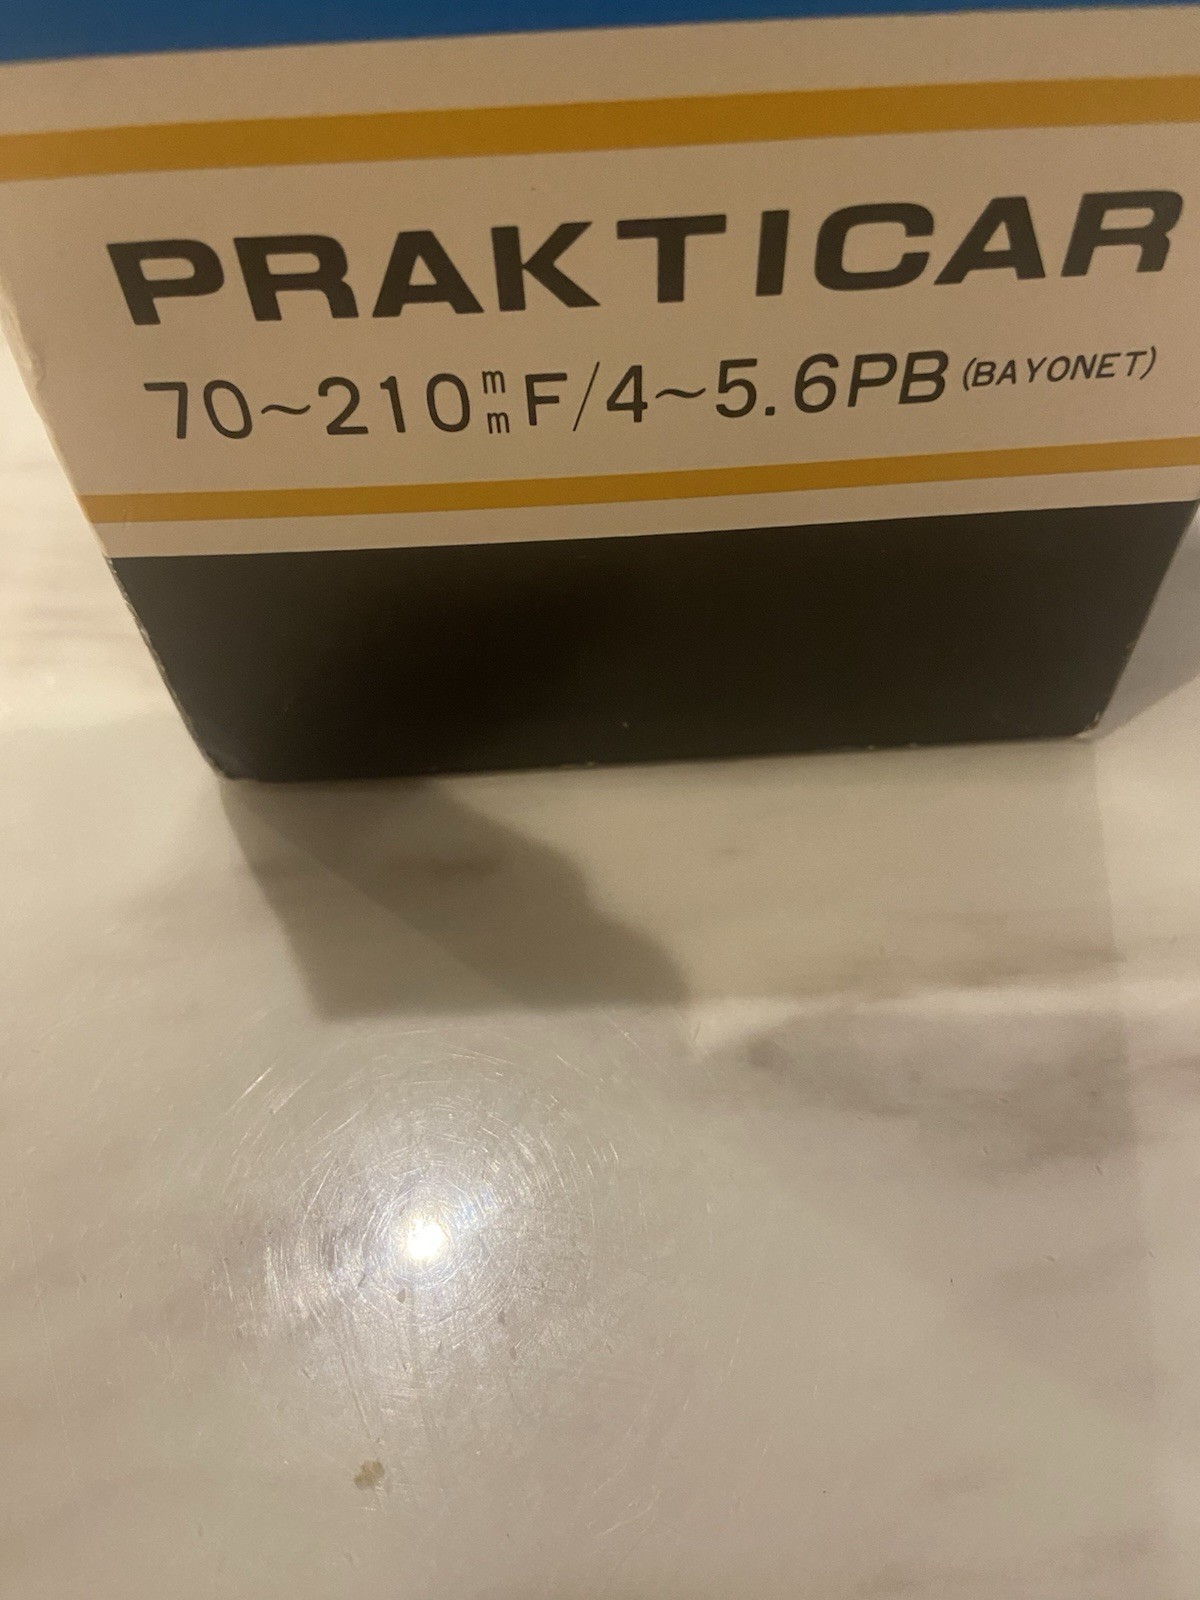 PRAKTICAR
70~210mm F/4~5.6PB (BAYONET)